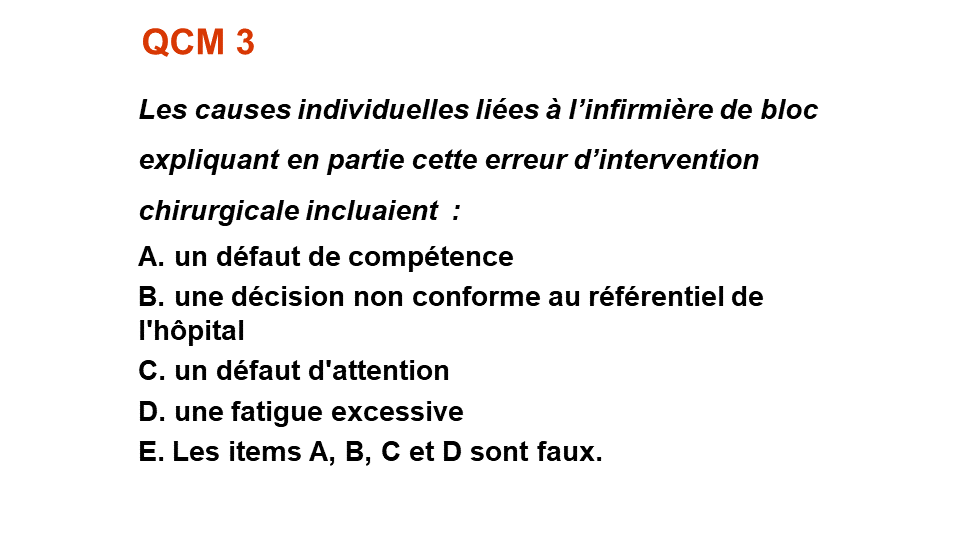 QCM 3
Les causes individuelles liées à l’infirmière de bloc
expliquant en partie cette erreur d’intervention
chirurgicale incluaient  :
A. un défaut de compétence
B. une décision non conforme au référentiel de
l'hôpital
C. un défaut d'attention
D. une fatigue excessive
E. Les items A, B, C et D sont faux.